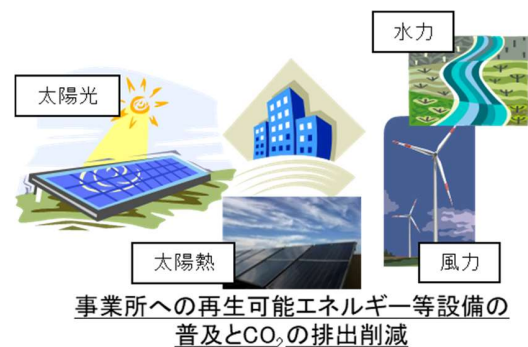 水力
太陽光
太陽熱
風力
事業所への再生可能エネルギー等設備の
普及とCO₂の排出削減